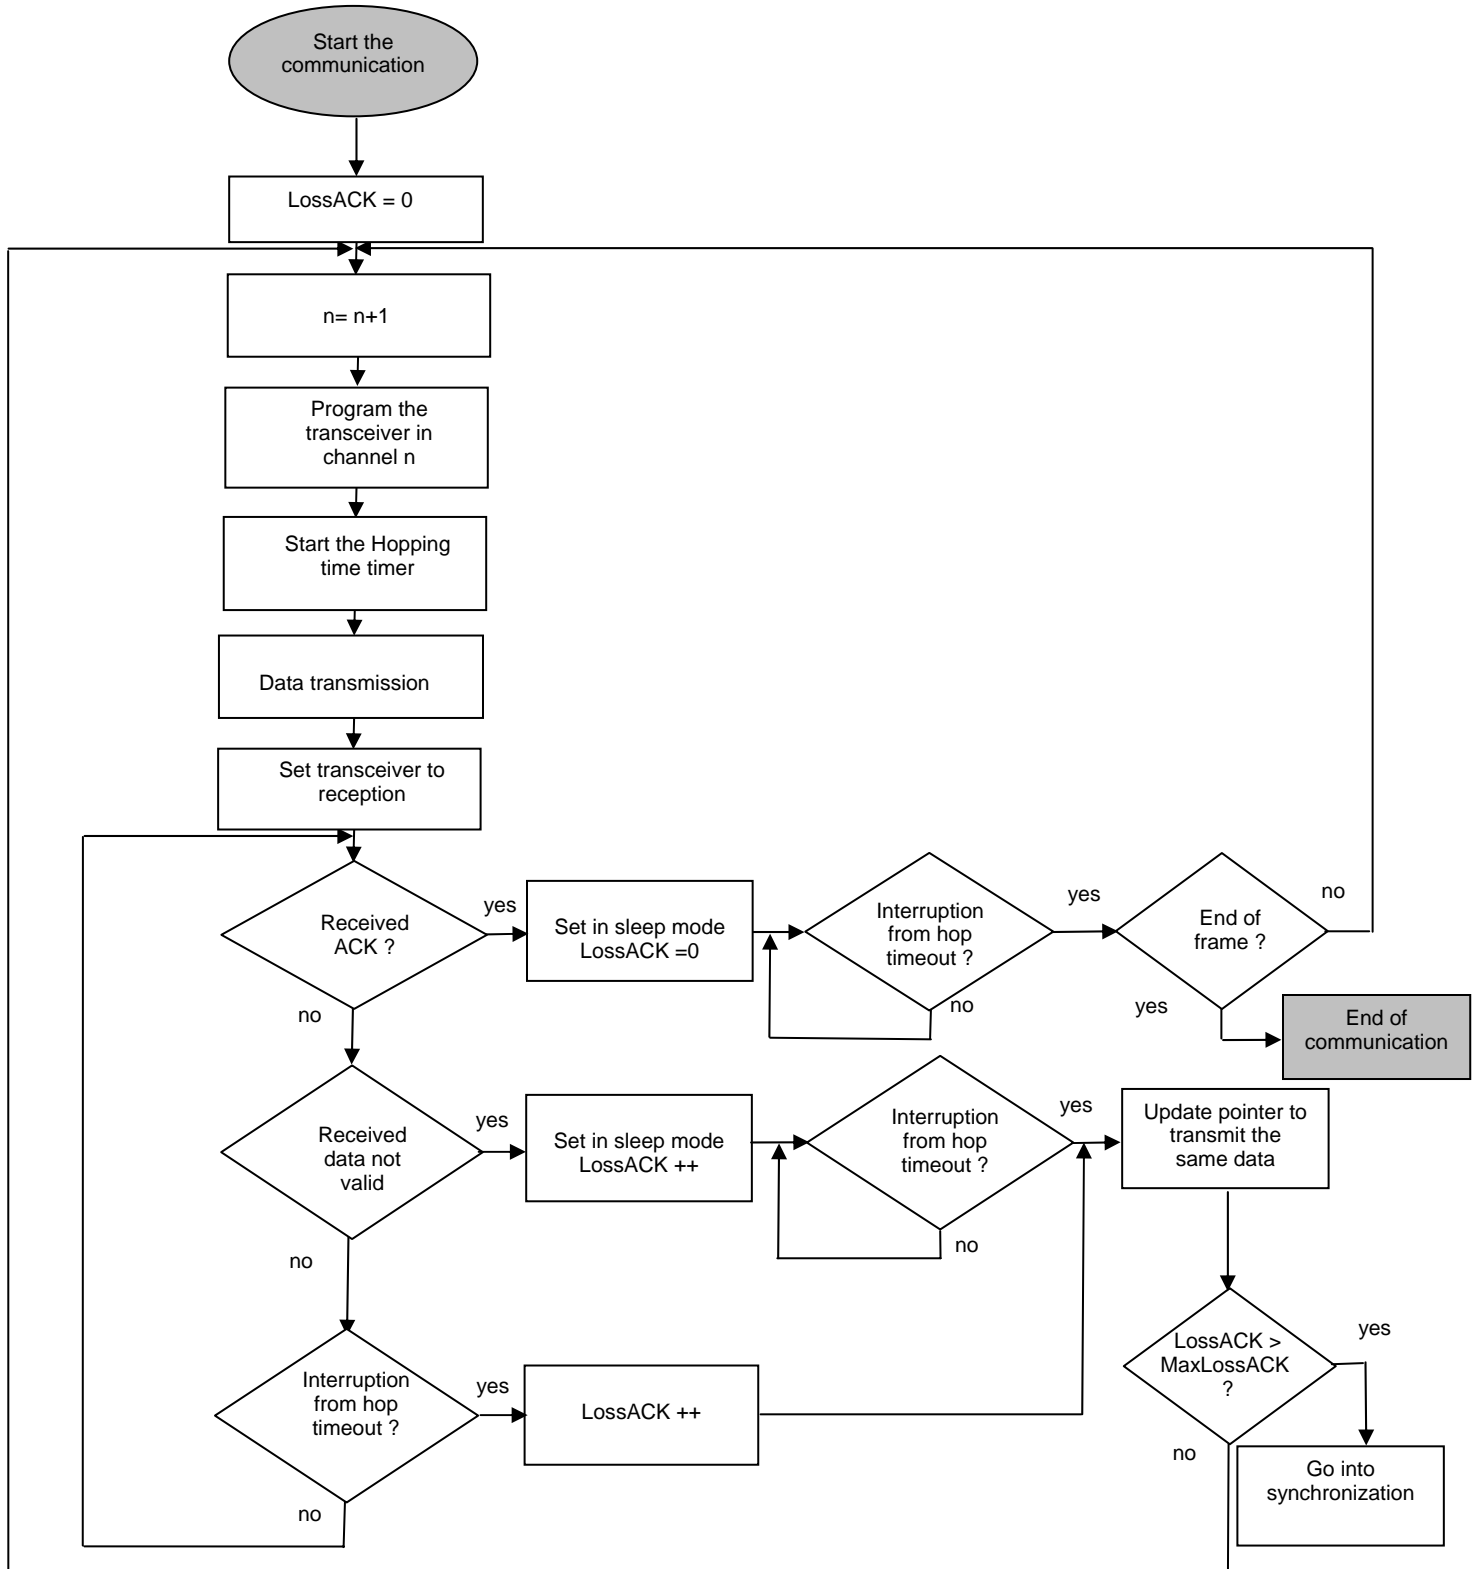 Start the
communication
LossACK = 0
n= n+1
Program the
transceiver in
channel n
Start the Hopping
time timer
Data transmission
Set transceiver to
reception
Received
ACK ?
yes
no
Set in sleep mode
LossACK =0
Interruption
from hop
timeout ?
yes
no
End of
frame ?
no
yes
End of
communication
Received
data not
valid
yes
no
Set in sleep mode
LossACK ++
Interruption
from hop
timeout ?
yes
no
Update pointer to
transmit the
same data
LossACK >
MaxLossACK
?
yes
no
Go into
synchronization
Interruption
from hop
timeout ?
yes
no
LossACK ++